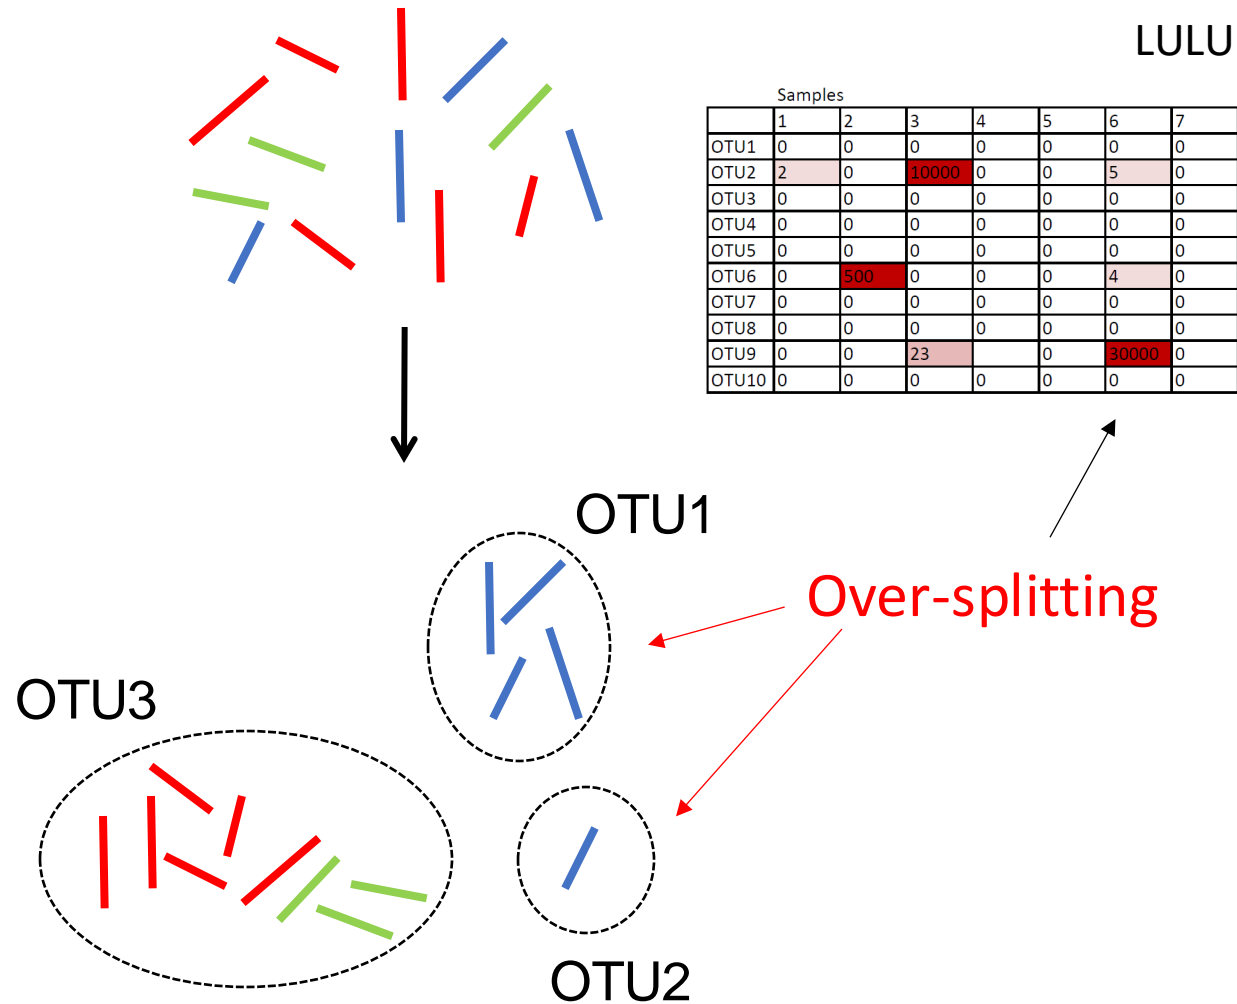 LULU
Samples
1 2 3 4 5 6 7
OTU1 0 0 0 0 0 0 0
OTU2 2 0 10000 0 0 5 0
OTU3 0 0 0 0 0 0 0
OTU4 0 0 0 0 0 0 0
OTU5 0 0 0 0 0 0 0
OTU6 0 500 0 0 0 4 0
OTU7 0 0 0 0 0 0 0
OTU8 0 0 0 0 0 0 0
OTU9 0 0 23 0 30000 0
OTU10 0 0 0 0 0 0 0
OTU1
Over-splitting
OTU3
OTU2